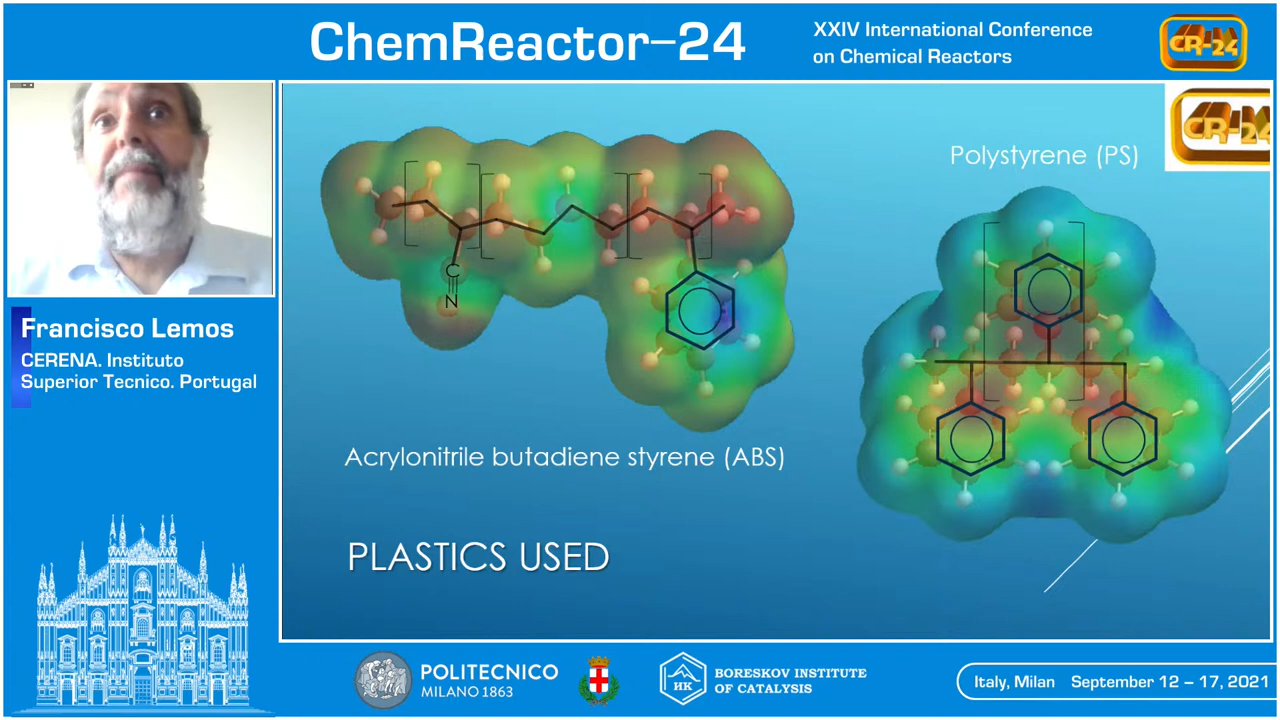 ChemReactor–24
XXIV International Conference
on Chemical Reactors
CR-24
CR-24
Francisco Lemos
CERENA. Instituto
Superior Tecnico. Portugal
Polystyrene (PS)
C
N
Acrylonitrile butadiene styrene (ABS)
PLASTICS USED
POLITECNICO
MILANO 1863
НК
BORESKOV INSTITUTE
OF CATALYSIS
Italy, Milan September 12 – 17, 2021